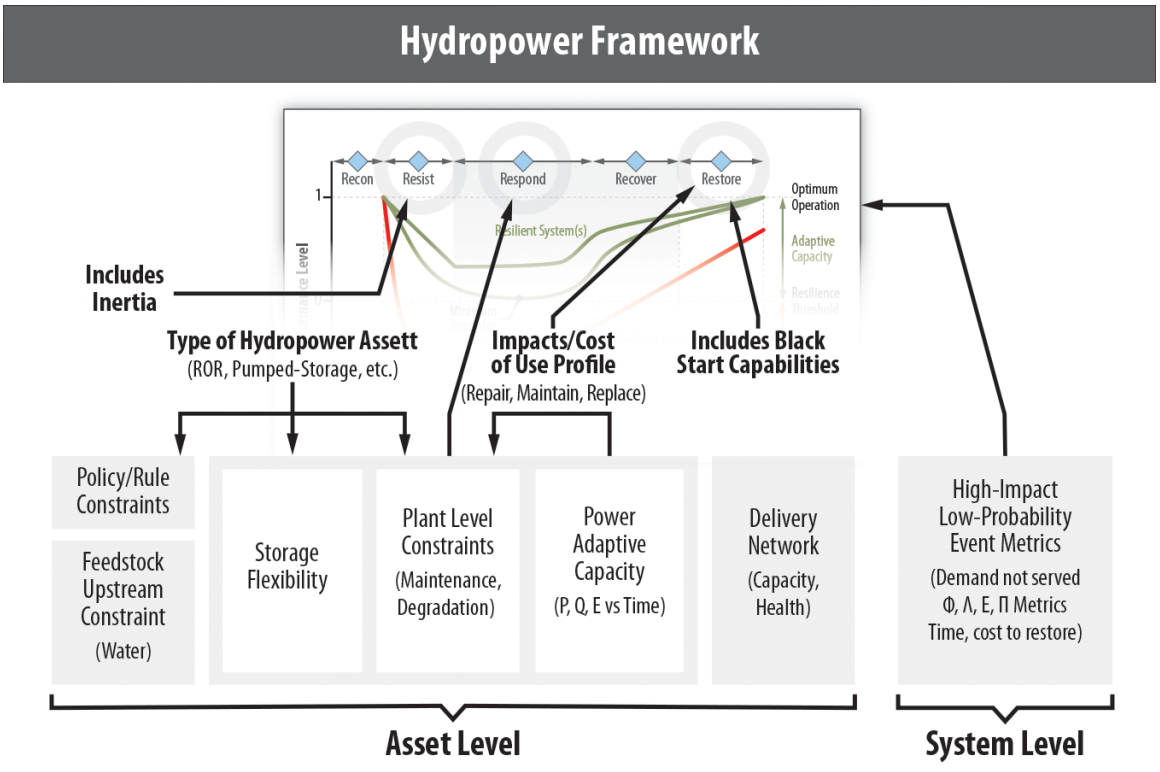 Hydropower Framework
Recon
Resist
Respond
Recover
Restore
1
Optimum
Operation
Resilient System(s)
Adaptive
Capacity
Resilience
Threshold
Level
Includes
Inertia
Type of Hydropower Assett
(ROR, Pumped-Storage, etc.)
Impacts/Cost
of Use Profile
(Repair, Maintain, Replace)
Includes Black
Start Capabilities
Policy/Rule
Constraints
Feedstock
Upstream
Constraint
(Water)
Storage
Flexibility
Plant Level
Constraints
(Maintenance,
Degradation)
Power
Adaptive
Capacity
(P, Q, E vs Time)
Delivery
Network
(Capacity,
Health)
High-Impact
Low-Probability
Event Metrics
(Demand not served
Φ, Λ, E, Π Metrics
Time, cost to restore)
Asset Level
System Level